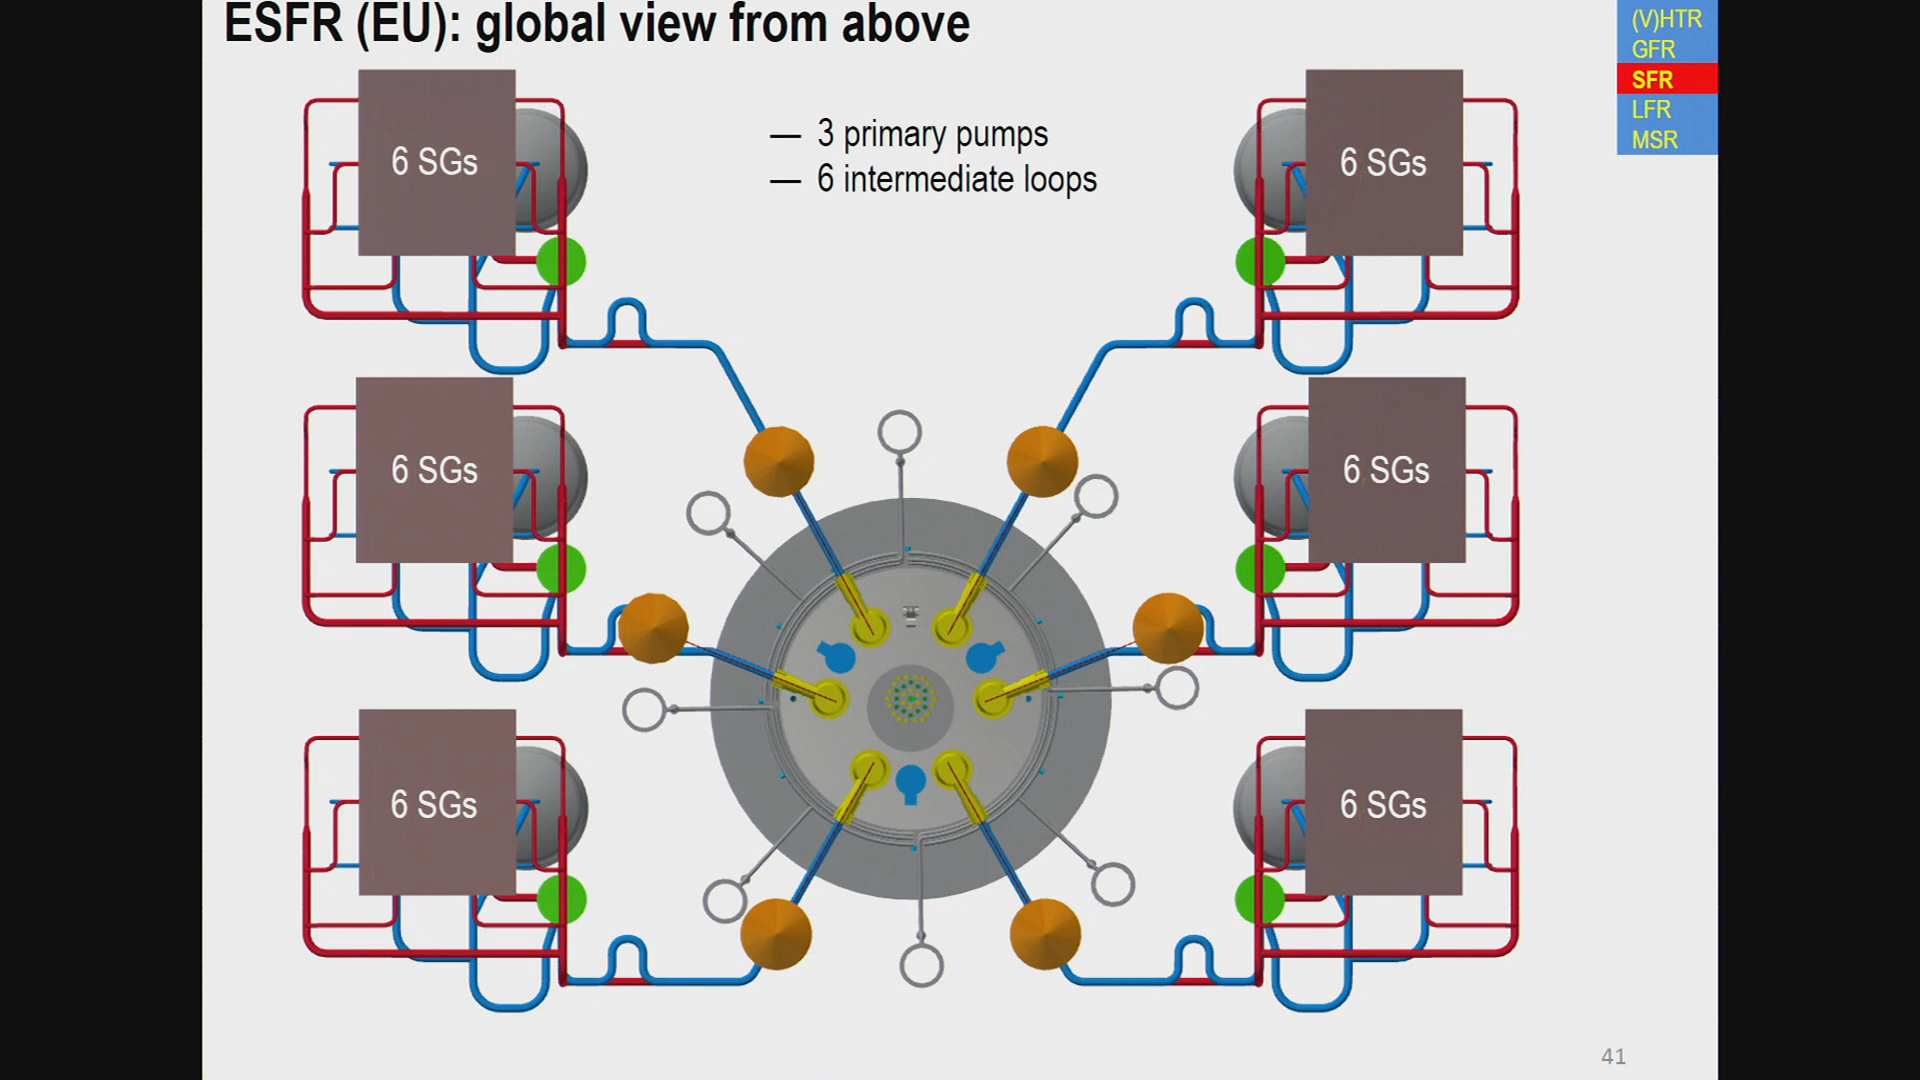 ESFR (EU): global view from above
(V)HTR
GFR
SFR
LFR
MSR
— 3 primary pumps
— 6 intermediate loops
6 SGs
6 SGs
6 SGs
6 SGs
6 SGs
6 SGs
41